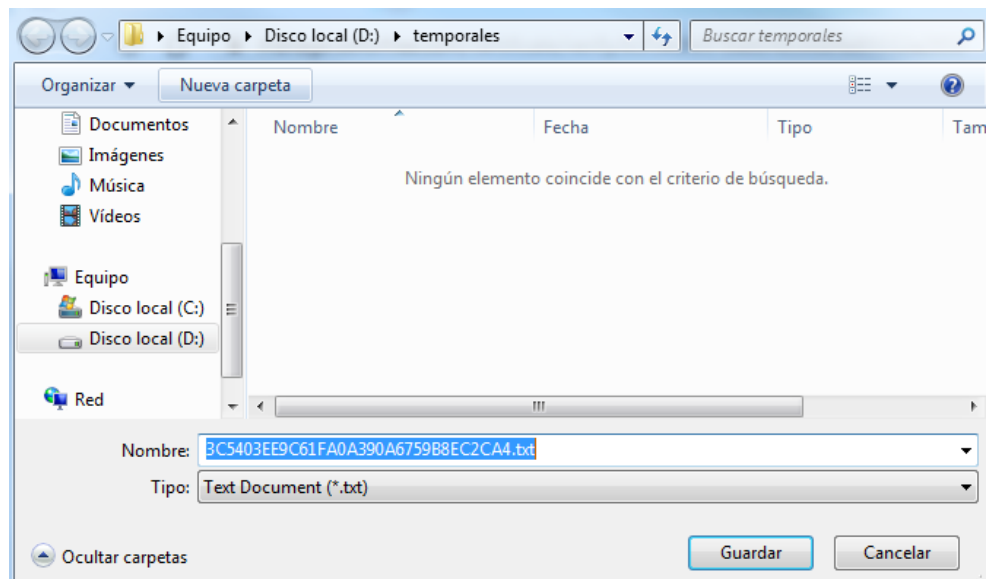 Equipo Disco local (D:) temporales Buscar temporales
Organizar Nueva carpeta
Documentos
Imágenes
Música
Vídeos
Equipo
Disco local (C:)
Disco local (D:)
Red
Nombre Fecha Tipo Tam
Ningún elemento coincide con el criterio de búsqueda.
Nombre: 3C5403EE9C61FA0A390A6759B8EC2CA4.txt
Tipo: Text Document (*.txt)
Ocultar carpetas Guardar Cancelar